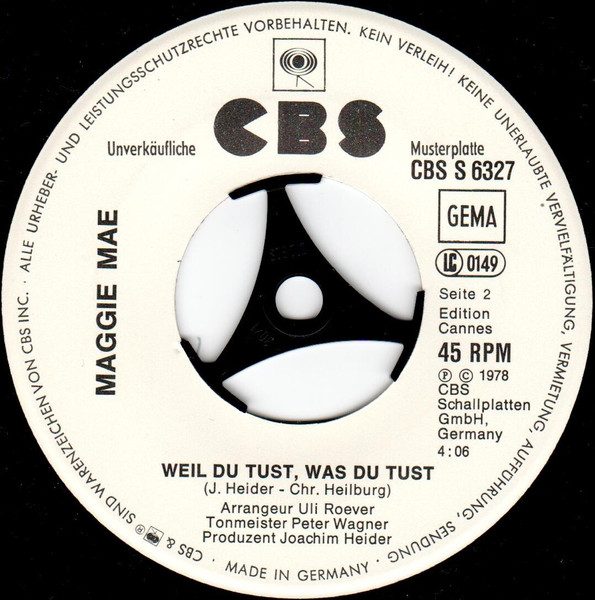 ALLE URHEBER- UND LEISTUNGSSCHUTZRECHTE VORBEHALTEN. KEIN VERLEIH! KEINE UNERLAUBTE VERVIELFÄLTIGUNG, VERMIETUNG, AUFFÜHRUNG, SENDUNG
CBS
Unverkäufliche
Musterplatte
CBS S 6327
GEMA
LC 0149
MAGGIE MAE
Seite 2
Edition
Cannes
45 RPM
Ⓟ © 1978
CBS
Schallplatten
GmbH,
Germany
4:06
WEIL DU TUST, WAS DU TUST
(J. Heider - Chr. Heilburg)
Arrangeur Uli Roever
Tonmeister Peter Wagner
Produzent Joachim Heider
· CBS & ® SIND WARENZEICHEN VON CBS INC. ·
MADE IN GERMANY ·